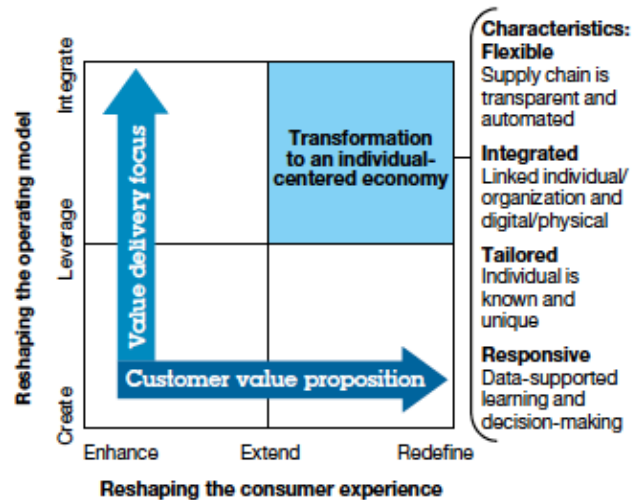 Reshaping the operating model
Integrate
Leverage
Create
Value delivery focus
Customer value proposition
Transformation
to an individual-
centered economy
Enhance
Extend
Redefine
Reshaping the consumer experience
Characteristics:
Flexible
Supply chain is
transparent and
automated
Integrated
Linked individual/
organization and
digital/physical
Tailored
Individual is
known and
unique
Responsive
Data-supported
learning and
decision-making